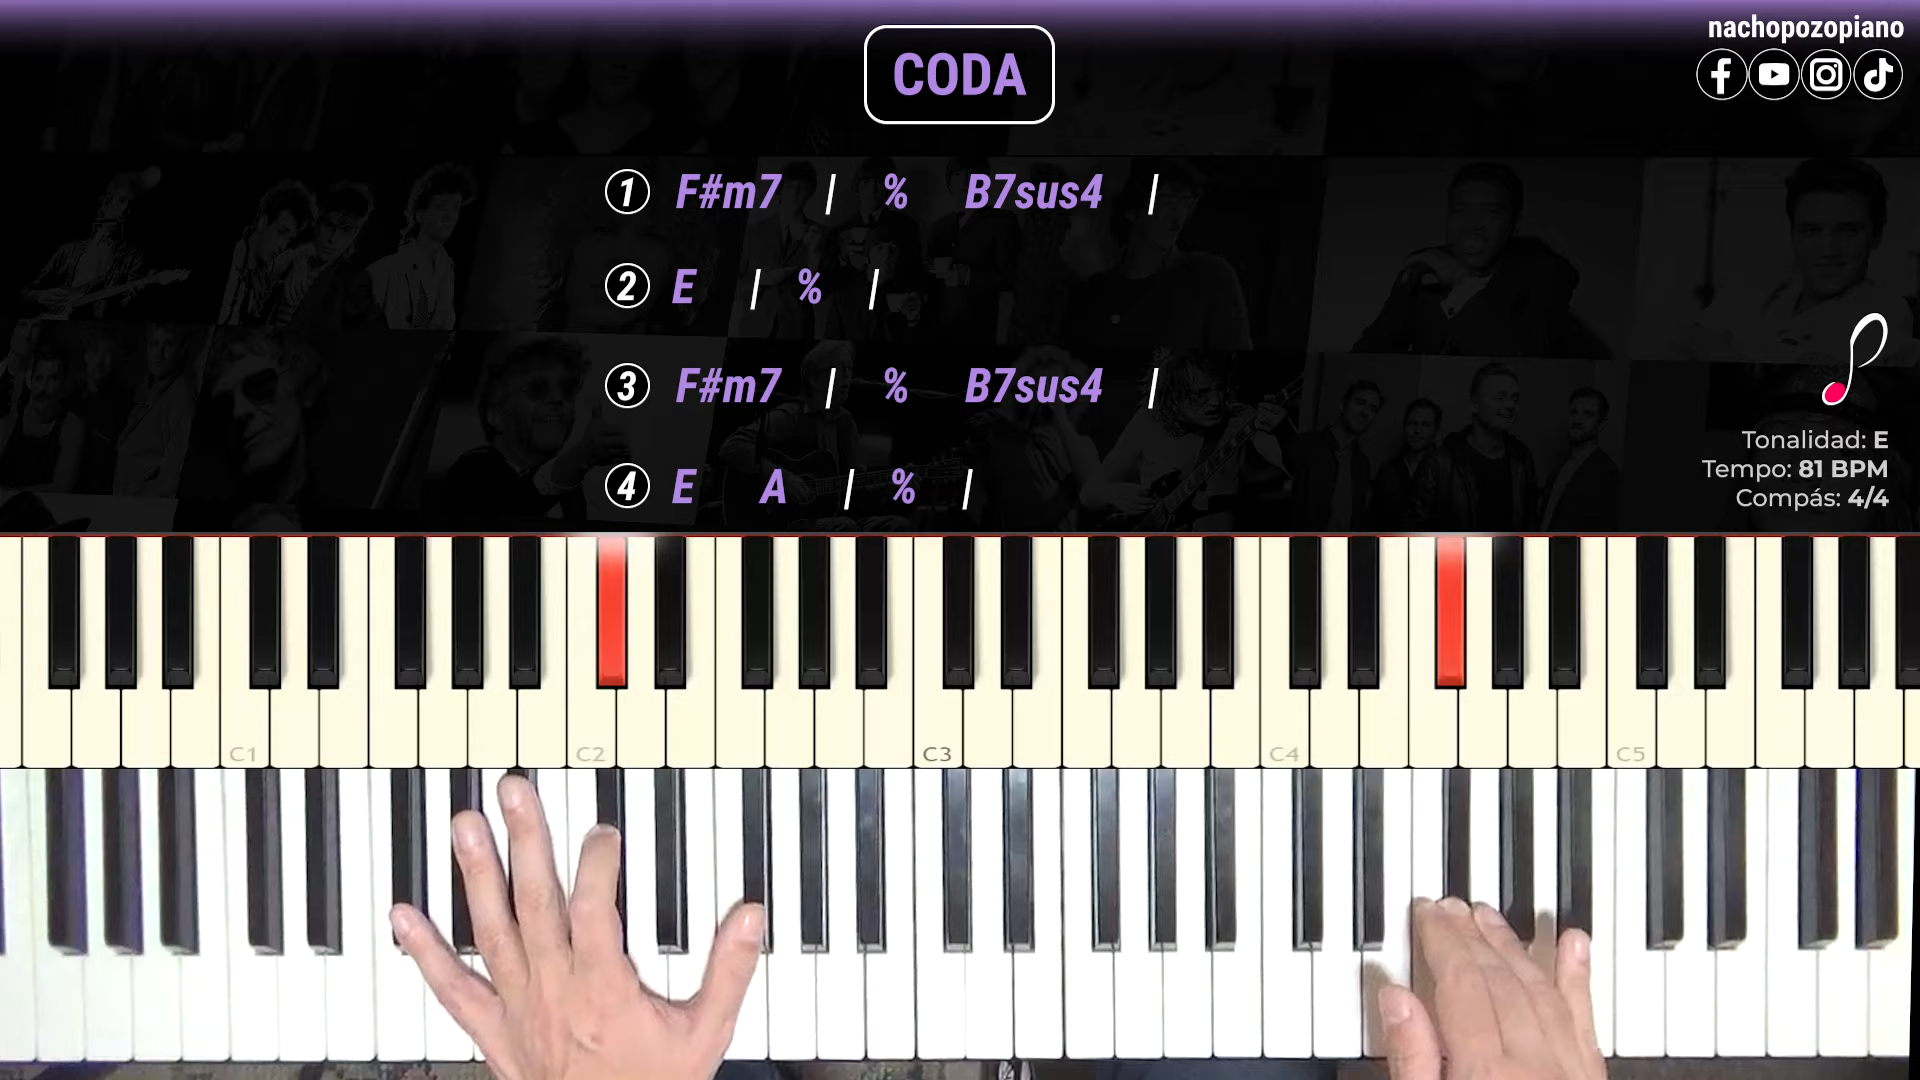 nachopozopiano
CODA
1 F#m7 | % B7sus4 |
2 E | % |
3 F#m7 | % B7sus4 |
4 E A | % |
Tonalidad: E
Tempo: 81 BPM
Compás: 4/4
C1 C2 C3 C4 C5